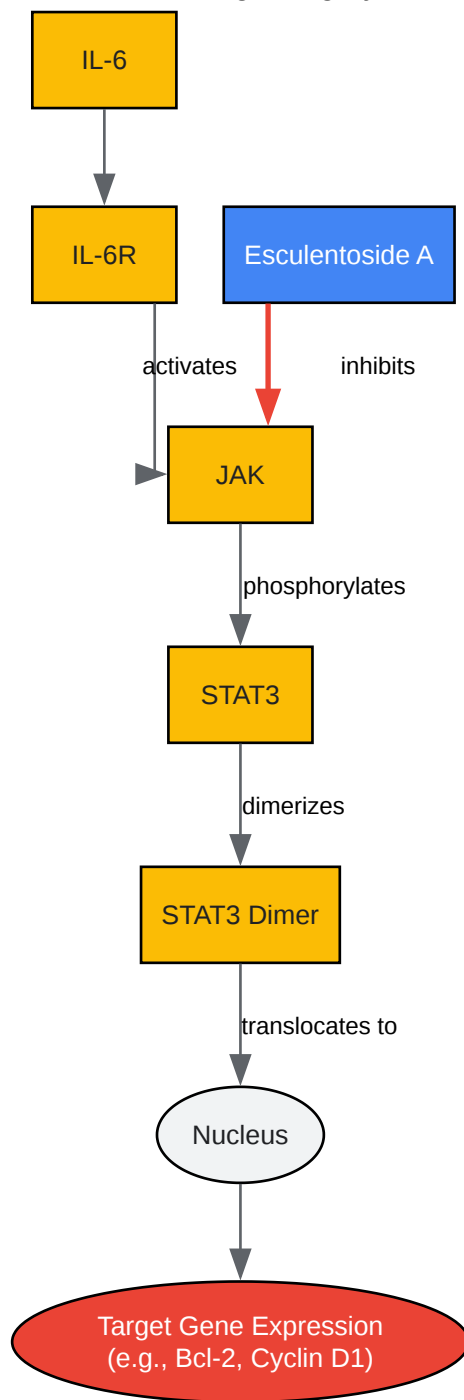 IL-6
IL-6R
Esculentoside A
activates
inhibits
JAK
phosphorylates
STAT3
dimerizes
STAT3 Dimer
translocates to
Nucleus
Target Gene Expression
(e.g., Bcl-2, Cyclin D1)